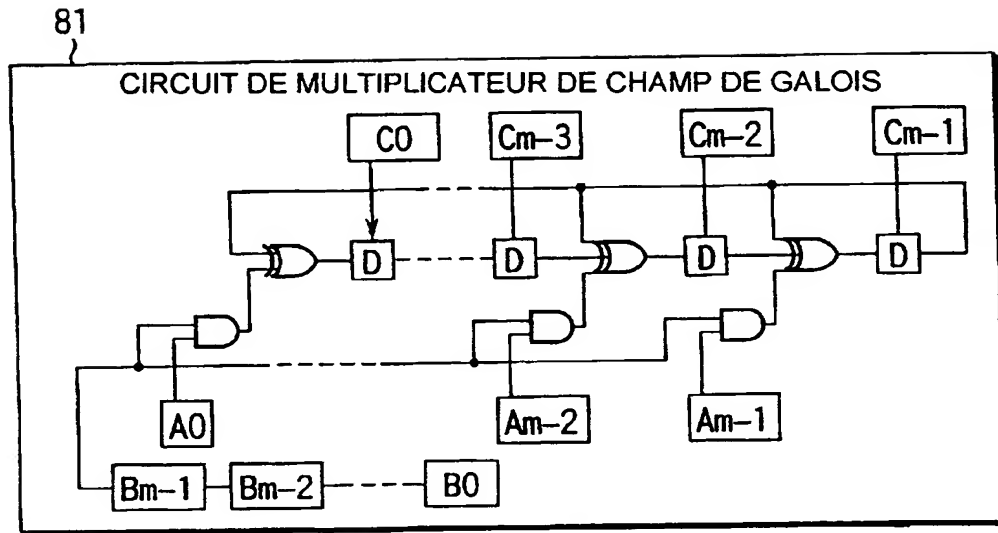 81
CIRCUIT DE MULTIPLICATEUR DE CHAMP DE GALOIS
C0 Cm-3 Cm-2 Cm-1
D D D D
A0 Am-2 Am-1
Bm-1 Bm-2 B0